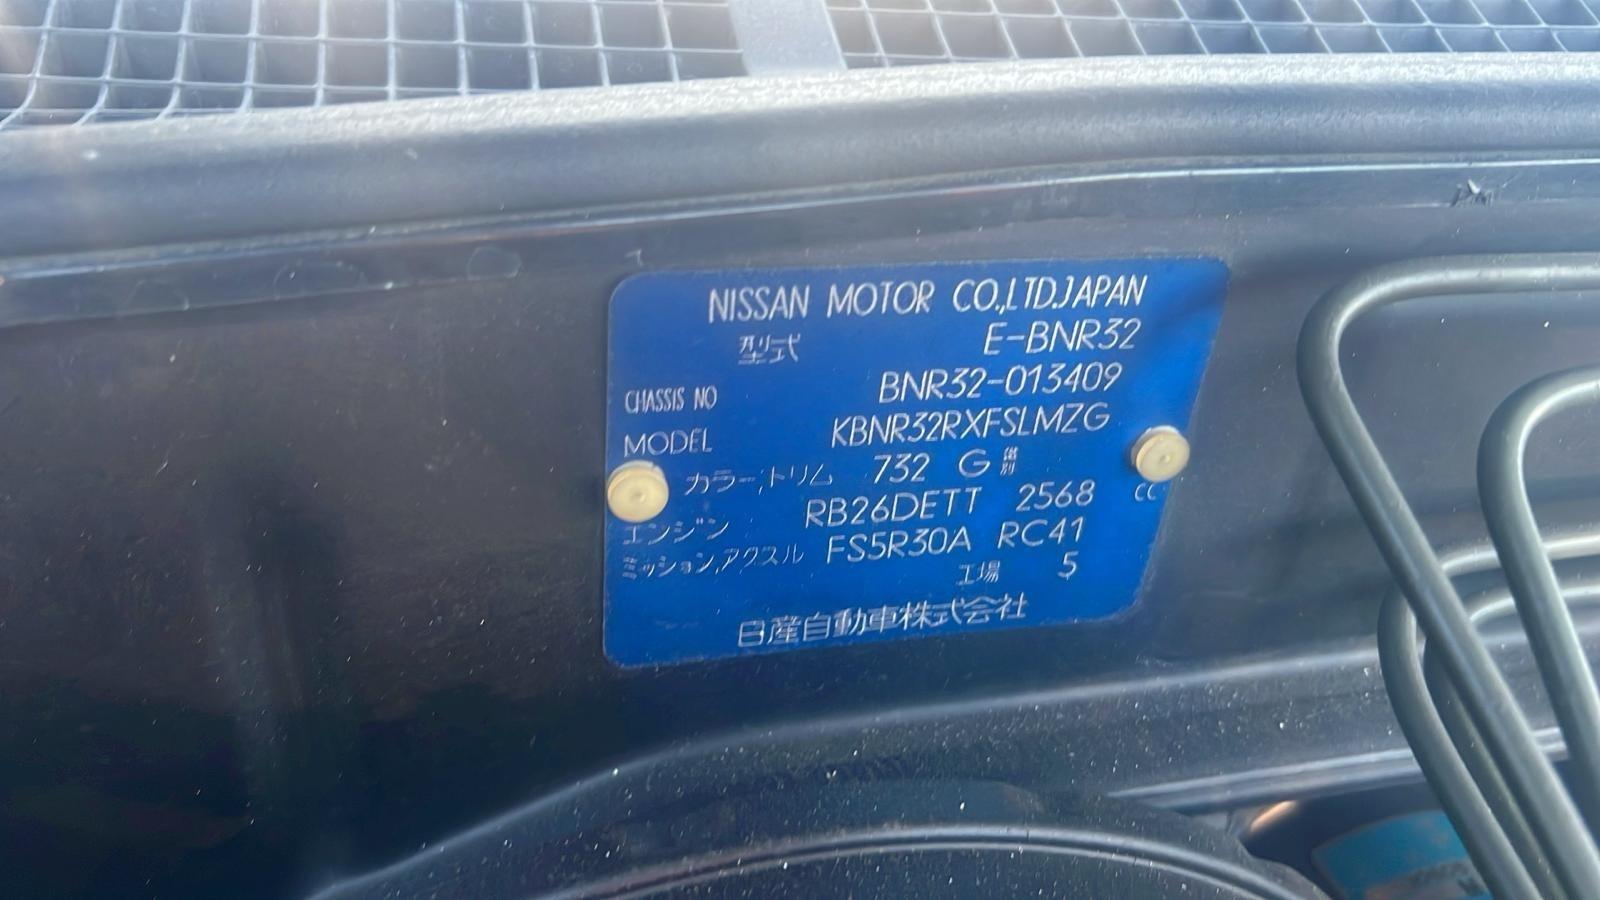 NISSAN MOTOR CO.,LTD.JAPAN
型式 E-BNR32
CHASSIS NO BNR32-013409
MODEL KBNR32RXFSLMZG
カラー,トリム 732 G
エンジン RB26DETT 2568 CC
ミッション,アクスル FS5R30A RC41
工場 5
日産自動車株式会社